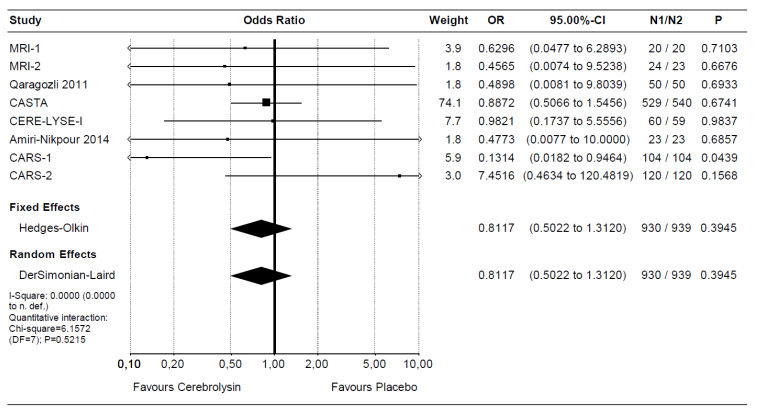 Study Odds Ratio Weight OR 95.00%-CI N1/N2 P
MRI-1 3.9 0.6296 (0.0477 to 6.2893) 20 / 20 0.7103
MRI-2 1.8 0.4565 (0.0074 to 9.5238) 24 / 23 0.6676
Qaragozli 2011 1.8 0.4898 (0.0081 to 9.8039) 50 / 50 0.6933
CASTA 74.1 0.8872 (0.5066 to 1.5456) 529 / 540 0.6741
CERE-LYSE-I 7.7 0.9821 (0.1737 to 5.5556) 60 / 59 0.9837
Amiri-Nikpour 2014 1.8 0.4773 (0.0077 to 10.0000) 23 / 23 0.6857
CARS-1 5.9 0.1314 (0.0182 to 0.9464) 104 / 104 0.0439
CARS-2 3.0 7.4516 (0.4634 to 120.4819) 120 / 120 0.1568
Fixed Effects
Hedges-Olkin 0.8117 (0.5022 to 1.3120) 930 / 939 0.3945
Random Effects
DerSimonian-Laird 0.8117 (0.5022 to 1.3120) 930 / 939 0.3945
I-Square: 0.0000 (0.0000
to n. def.)
Quantitative interaction:
Chi-square=6.1572
(DF=7); P=0.5215
0,10 0,20 0,50 1,00 2,00 5,00 10,00
Favours Cerebrolysin Favours Placebo